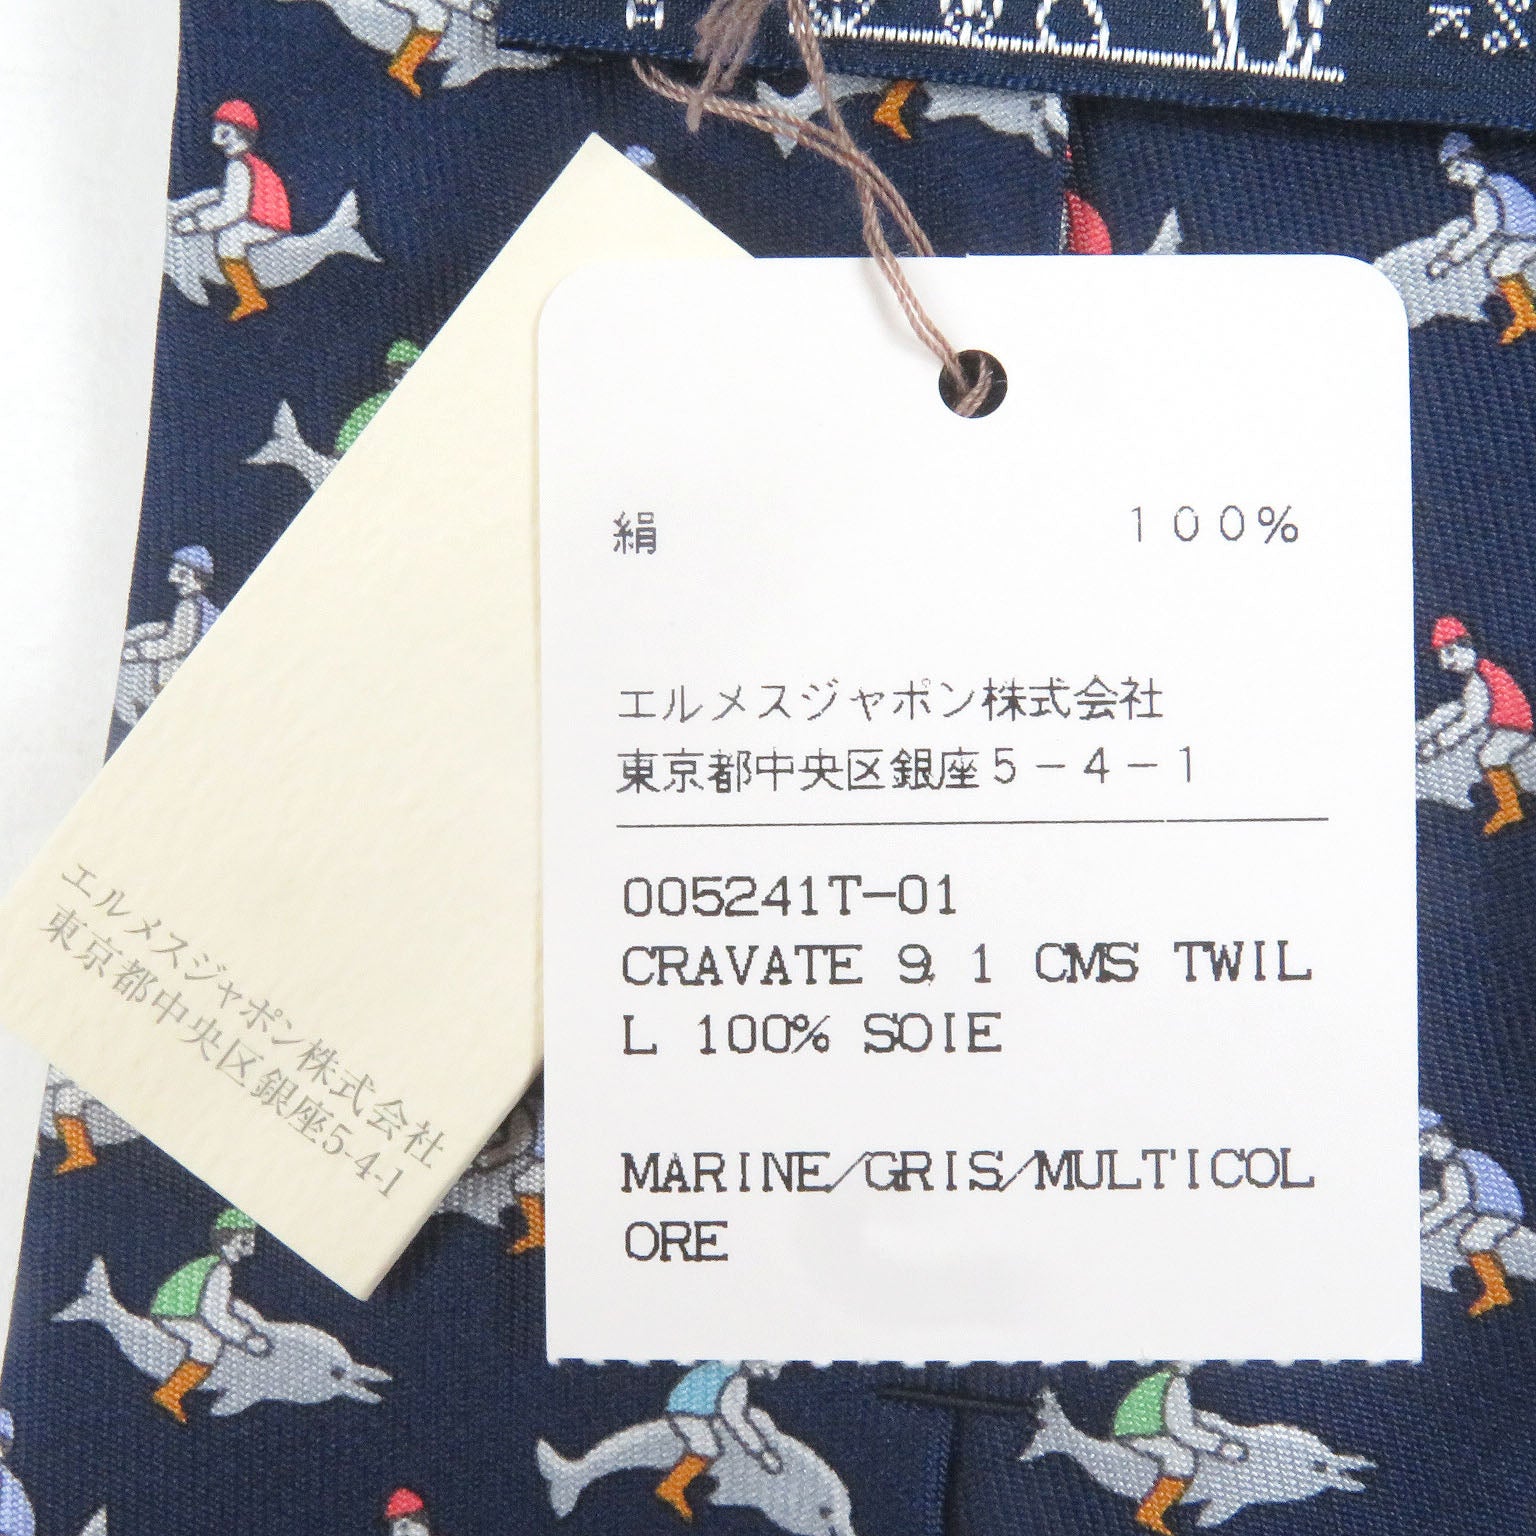 絹 100%
エルメスジャポン株式会社
東京都中央区銀座5-4-1
005241T-01
CRAVATE 9 1 CMS TWIL
L 100% SOIE
MARINE/GRIS/MULTICOL
ORE
エルメスジャポン株式会社
東京都中央区銀座5-4-1